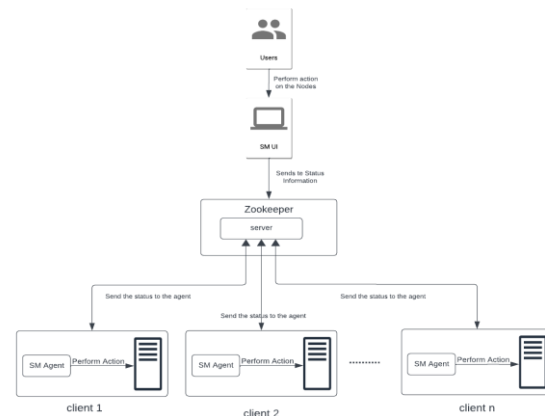 Users
Perform action
on the Nodes
SM UI
Sends le Status
Information
Zookeeper
server
Send the status to the agent
Send the status to the agent
Send the status to the agent
SM Agent
Perform Action
SM Agent
Perform Action
..........
SM Agent
Perform Action
client 1
client 2
client n